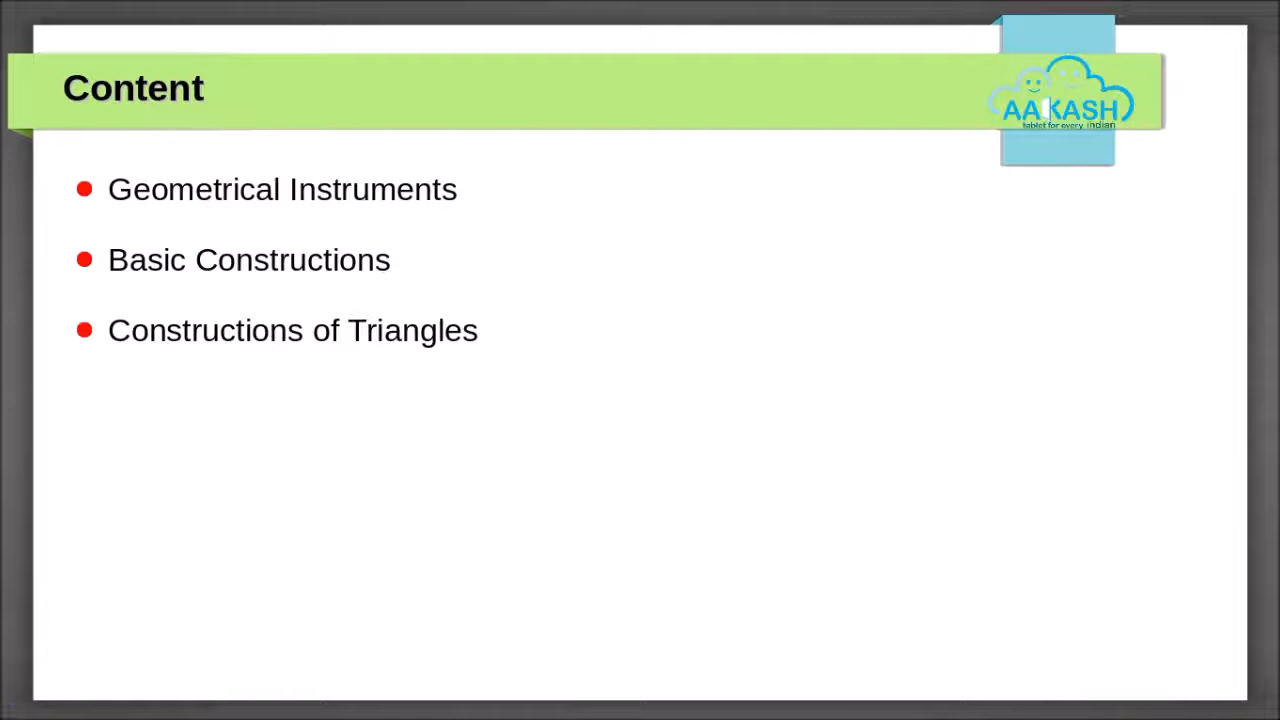 Content
AAKASH
tablet for every indian
Geometrical Instruments
Basic Constructions
Constructions of Triangles